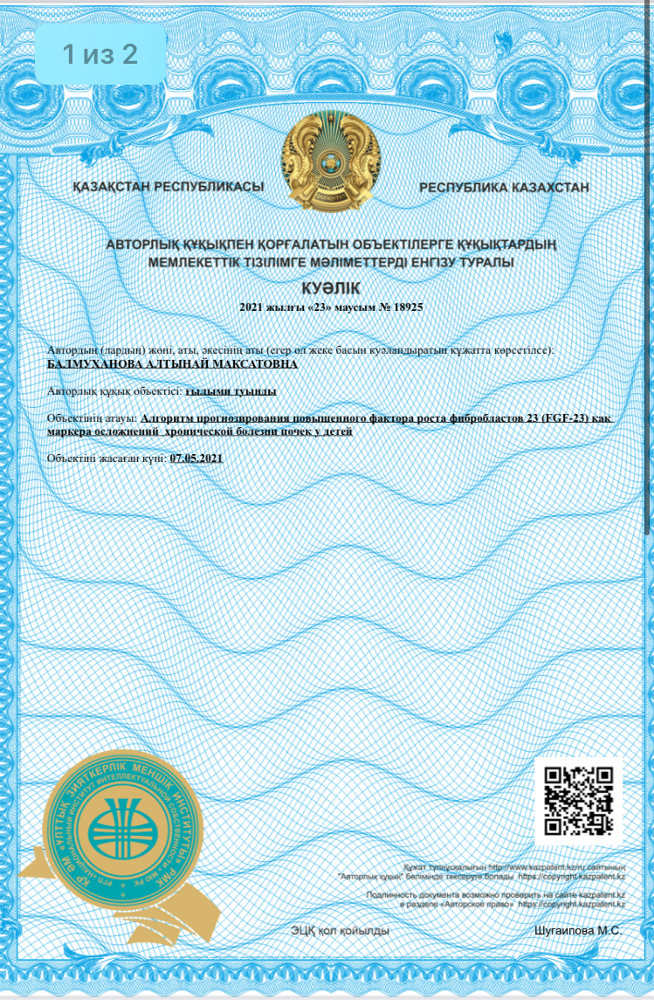 1 из 2
ҚАЗАҚСТАН РЕСПУБЛИКАСЫ
РЕСПУБЛИКА КАЗАХСТАН
АВТОРЛЫҚ ҚҰҚЫҚПЕН ҚОРҒАЛАТЫН ОБЪЕКТІЛЕРГЕ ҚҰҚЫҚТАРДЫҢ
МЕМЛЕКЕТТІК ТІЗІЛІМГЕ МӘЛІМЕТТЕРДІ ЕНГІЗУ ТУРАЛЫ
КУӘЛІК
2021 жылғы «23» маусым № 18925
Автордың (лардың) жөні, аты, әкесінің аты (егер ол жеке басын куәландыратын құжатта көрсетілсе):
БАЛМУХАНОВА АЛТЫНАЙ МАКСАТОВНА
Авторлық құқық объектісі: ғылыми туынды
Объектінің атауы: Алгоритм прогнозирования повышенного фактора роста фибробластов 23 (FGF-23) как
маркера осложнений хронической болезни почек у детей
Объектіні жасаған күні: 07.05.2021
ҚР ӘМ «ҰЛТТЫҚ ЗИЯТКЕРЛІК МЕНШІК ИНСТИТУТЫ» РМК
РГП «НАЦИОНАЛЬНЫЙ ИНСТИТУТ ИНТЕЛЛЕКТУАЛЬНОЙ СОБСТВЕННОСТИ» МЮ РК
Құжат түпнұсқалығын http://www.kazpatent.kz/ru сайтының
"Авторлық құқық" бөлімінде тексеруге болады https://copyright.kazpatent.kz
Подлинность документа возможно проверить на сайте kazpatent.kz
в разделе «Авторское право» https://copyright.kazpatent.kz
ЭЦҚ қол қойылды
Шугаипова М.С.